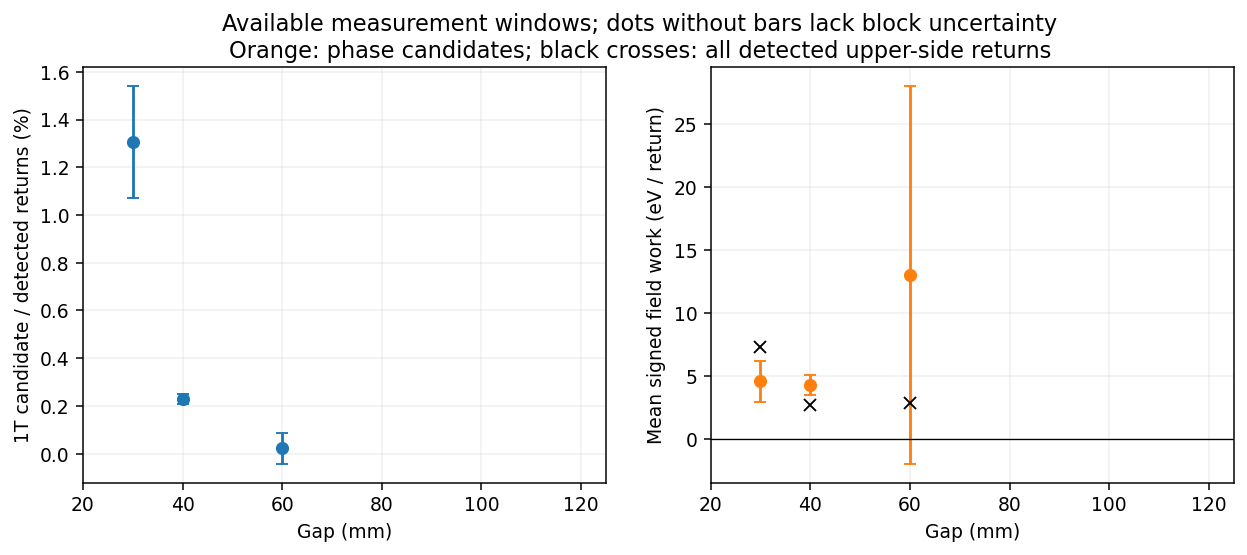 Available measurement windows; dots without bars lack block uncertainty
Orange: phase candidates; black crosses: all detected upper-side returns
1T candidate / detected returns (%)
1.6
1.4
1.2
1.0
0.8
0.6
0.4
0.2
0.0
20 40 60 80 100 120
Gap (mm)
Mean signed field work (eV / return)
25
20
15
10
5
0
20 40 60 80 100 120
Gap (mm)